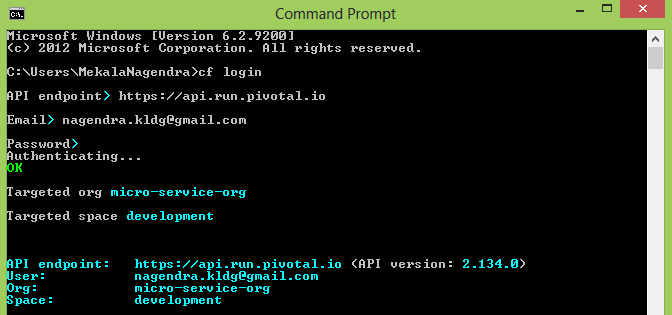 Command Prompt
Microsoft Windows [Version 6.2.9200]
(c) 2012 Microsoft Corporation. All rights reserved.
C:\Users\MekalaNagendra>cf login
API endpoint> https://api.run.pivotal.io
Email> nagendra.kldg@gmail.com
Password>
Authenticating...
OK
Targeted org micro-service-org
Targeted space development
API endpoint: https://api.run.pivotal.io (API version: 2.134.0)
User: nagendra.kldg@gmail.com
Org: micro-service-org
Space: development